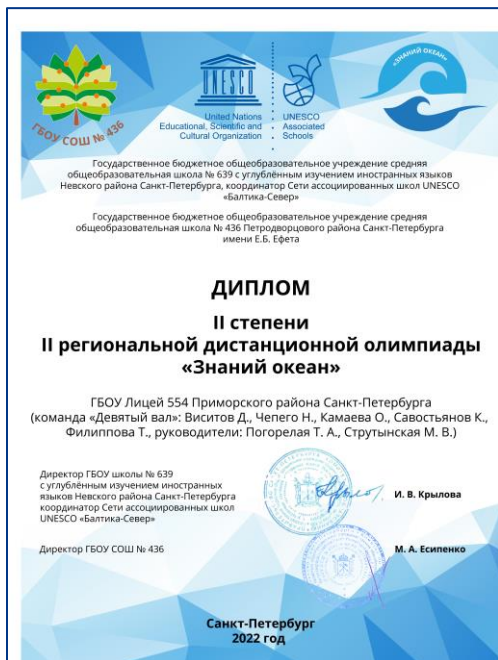 ГБОУ СОШ № 436
UNESCO
United Nations
Educational, Scientific and
Cultural Organization
UNESCO
Associated
Schools
«ЗНАНИЙ ОКЕАН»
Государственное бюджетное общеобразовательное учреждение средняя
общеобразовательная школа № 639 с углублённым изучением иностранных языков
Невского района Санкт-Петербурга, координатор Сети ассоциированных школ UNESCO
«Балтика-Север»
Государственное бюджетное общеобразовательное учреждение средняя
общеобразовательная школа № 436 Петродворцового района Санкт-Петербурга
имени Е.Б. Ефета
ДИПЛОМ
II степени
II региональной дистанционной олимпиады
«Знаний океан»
ГБОУ Лицей 554 Приморского района Санкт-Петербурга
(команда «Девятый вал»: Виситов Д., Чепего Н., Камаева О., Савостьянов К.,
Филиппова Т., руководители: Погорелая Т. А., Струтынская М. В.)
Директор ГБОУ школы № 639
с углублённым изучением иностранных
языков Невского района Санкт-Петербурга
координатор Сети ассоциированных школ
UNESCO «Балтика-Север»
И. В. Крылова
Директор ГБОУ СОШ № 436
М. А. Есипенко
Санкт-Петербург
2022 год